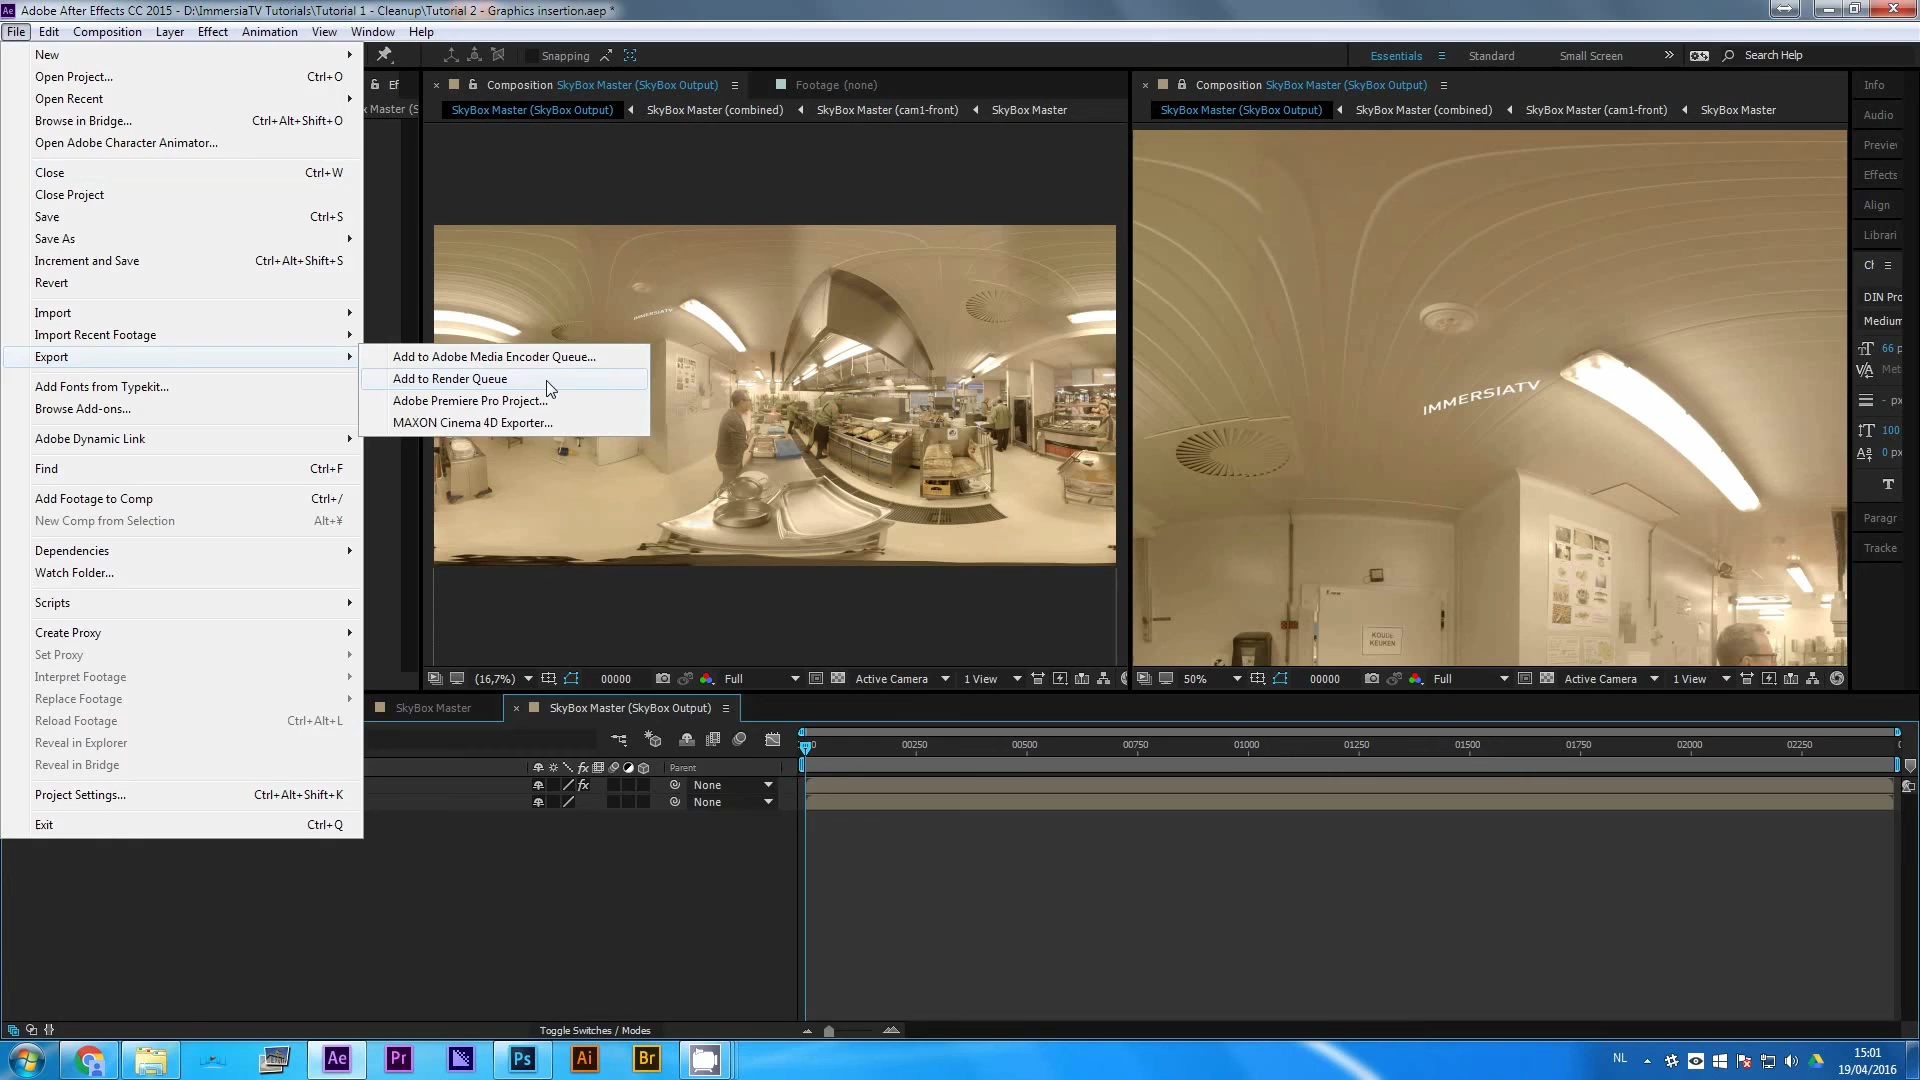 Adobe After Effects CC 2015 - D:\ImmersiaTV Tutorials\Tutorial 1 - Cleanup\Tutorial 2 - Graphics insertion.aep *
File Edit Composition Layer Effect Animation View Window Help
Snapping
Essentials Standard Small Screen Search Help
New
Open Project... Ctrl+O
Open Recent
Browse in Bridge... Ctrl+Alt+Shift+O
Open Adobe Character Animator...
Close Ctrl+W
Close Project
Save Ctrl+S
Save As
Increment and Save Ctrl+Alt+Shift+S
Revert
Import
Import Recent Footage
Export
Add Fonts from Typekit...
Browse Add-ons...
Adobe Dynamic Link
Find Ctrl+F
Add Footage to Comp Ctrl+/
New Comp from Selection Alt+¥
Dependencies
Watch Folder...
Scripts
Create Proxy
Set Proxy
Interpret Footage
Replace Footage
Reload Footage Ctrl+Alt+L
Reveal in Explorer
Reveal in Bridge
Project Settings... Ctrl+Alt+Shift+K
Exit Ctrl+Q
Add to Adobe Media Encoder Queue...
Add to Render Queue
Adobe Premiere Pro Project...
MAXON Cinema 4D Exporter...
Ef
x Master (S
Composition SkyBox Master (SkyBox Output) Footage (none)
SkyBox Master (SkyBox Output) SkyBox Master (combined) SkyBox Master (cam1-front) SkyBox Master
IMMERSIATV
(16,7%) 00000 Full Active Camera 1 View
Composition SkyBox Master (SkyBox Output)
SkyBox Master (SkyBox Output) SkyBox Master (combined) SkyBox Master (cam1-front) SkyBox Master
IMMERSIATV
KOUDE
KEUKEN
50% 00000 Full Active Camera 1 View
Info
Audio
Previe
Effects
Align
Librari
Cł
DIN Pro
Medium
66 p
Met
- px
100
0 px
T
Paragr
Tracke
SkyBox Master SkyBox Master (SkyBox Output)
0 00250 00500 00750 01000 01250 01500 01750 02000 02250
Parent
None
None
Toggle Switches / Modes
Ae Pr Ps Ai Br
NL
15:01
19/04/2016